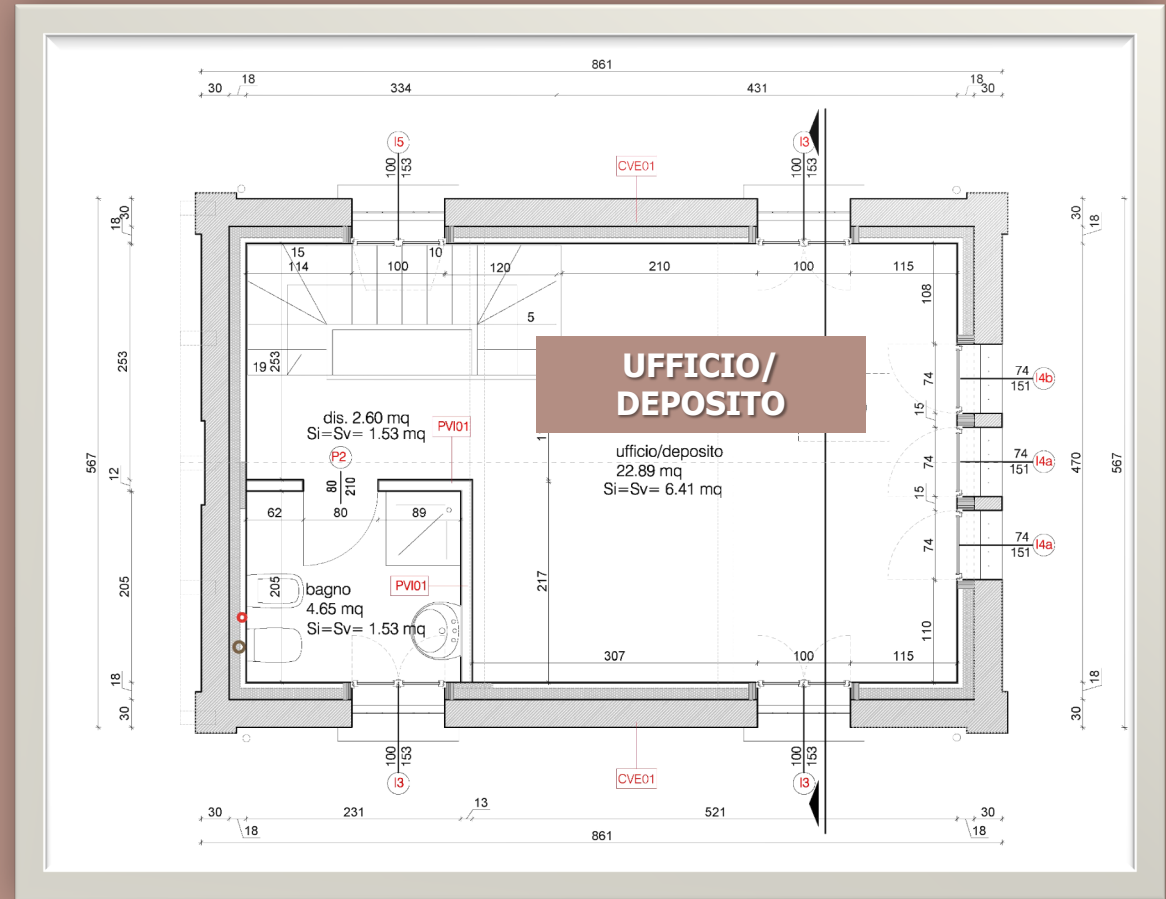 861
30 18 334 431 18 30
I5 I3
100 153 100 153
CVE01
30 18 30 18
15 10
114 100 120 210 100 115
108
5
UFFICIO/
DEPOSITO
19 253
253
74 15 74 151 I4b
dis. 2.60 mq
Si=Sv= 1.53 mq
PVI01
ufficio/deposito
22.89 mq
Si=Sv= 6.41 mq
P2
80 210
567 12 74 15 74 151 I4a 470 567
62 80 89
74 74 151 I4a
205 205
bagno
4.65 mq
Si=Sv= 1.53 mq
PVI01
217
110
307 100 115
18 30 18 30
100 153 100 153
I3 I3
CVE01
30 18 231 13 521 18 30
861